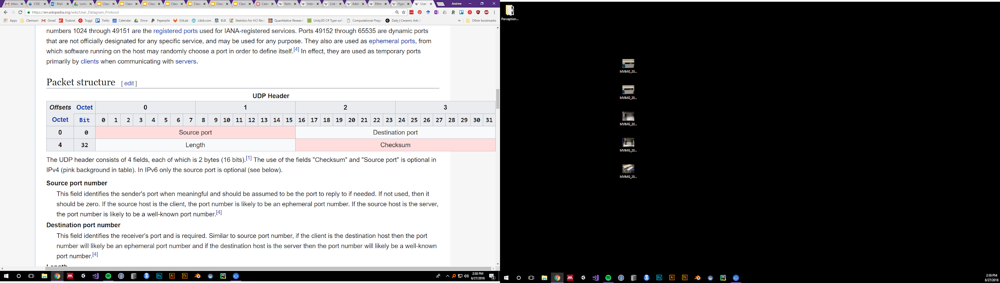 Inbo
CISE
Mail
Lectu
Class
Class
Class
Class
Class
Class
Class
Caler
Netw
Inter
Link l
Addr
Ether
Hype
User
Andrew
https://en.wikipedia.org/wiki/User_Datagram_Protocol
Apps
Clemson
Gmail
Todoist
Toggl
Trello
Calendar
Drive
Paperpile
GitLab
Libib.com
BLB
Statistics for HCI Res
Quantitative Researc
Unity3D C# Type-saf
Computational Pragr
Daily | Ceramic Arts D
»
Other bookmarks
numbers 1024 through 49151 are the registered ports used for IANA-registered services. Ports 49152 through 65535 are dynamic ports
that are not officially designated for any specific service, and may be used for any purpose. They also are used as ephemeral ports, from
which software running on the host may randomly choose a port in order to define itself.[4] In effect, they are used as temporary ports
primarily by clients when communicating with servers.
Packet structure [ edit ]
UDP Header
Offsets Octet 0 1 2 3
Octet Bit 0 1 2 3 4 5 6 7 8 9 10 11 12 13 14 15 16 17 18 19 20 21 22 23 24 25 26 27 28 29 30 31
0 0 Source port Destination port
4 32 Length Checksum
The UDP header consists of 4 fields, each of which is 2 bytes (16 bits).[1] The use of the fields "Checksum" and "Source port" is optional in
IPv4 (pink background in table). In IPv6 only the source port is optional (see below).
Source port number
This field identifies the sender's port when meaningful and should be assumed to be the port to reply to if needed. If not used, then it
should be zero. If the source host is the client, the port number is likely to be an ephemeral port number. If the source host is the server,
the port number is likely to be a well-known port number.[4]
Destination port number
This field identifies the receiver's port and is required. Similar to source port number, if the client is the destination host then the port
number will likely be an ephemeral port number and if the destination host is the server then the port number will likely be a well-known
port number.[4]
Length
2:38 PM
8/27/2018
2
Perception...
MVIMG_20...
MVIMG_20...
MVIMG_20...
MVIMG_20...
MVIMG_20...
2:38 PM
8/27/2018